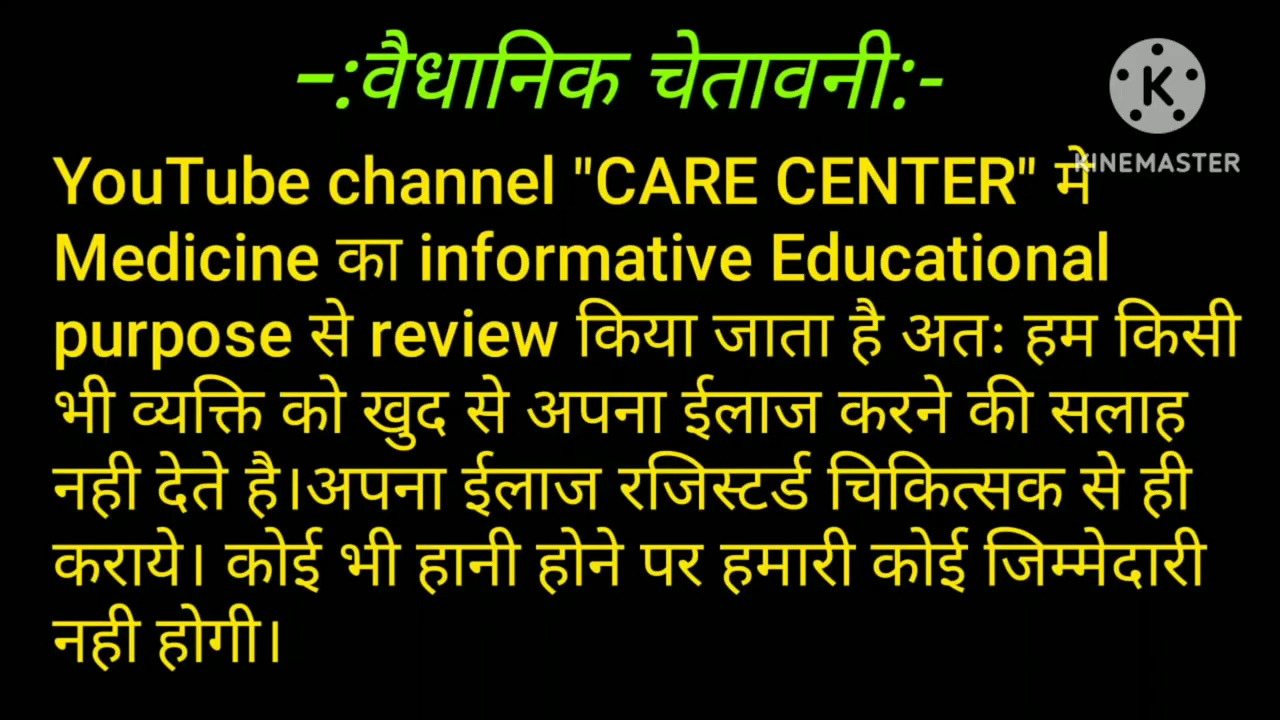 –:वैधानिक चेतावनी:-
K
KINEMASTER
YouTube channel "CARE CENTER" में
Medicine का informative Educational
purpose से review किया जाता है अतः हम किसी
भी व्यक्ति को खुद से अपना ईलाज करने की सलाह
नही देते है।अपना ईलाज रजिस्टर्ड चिकित्सक से ही
कराये। कोई भी हानी होने पर हमारी कोई जिम्मेदारी
नही होगी।